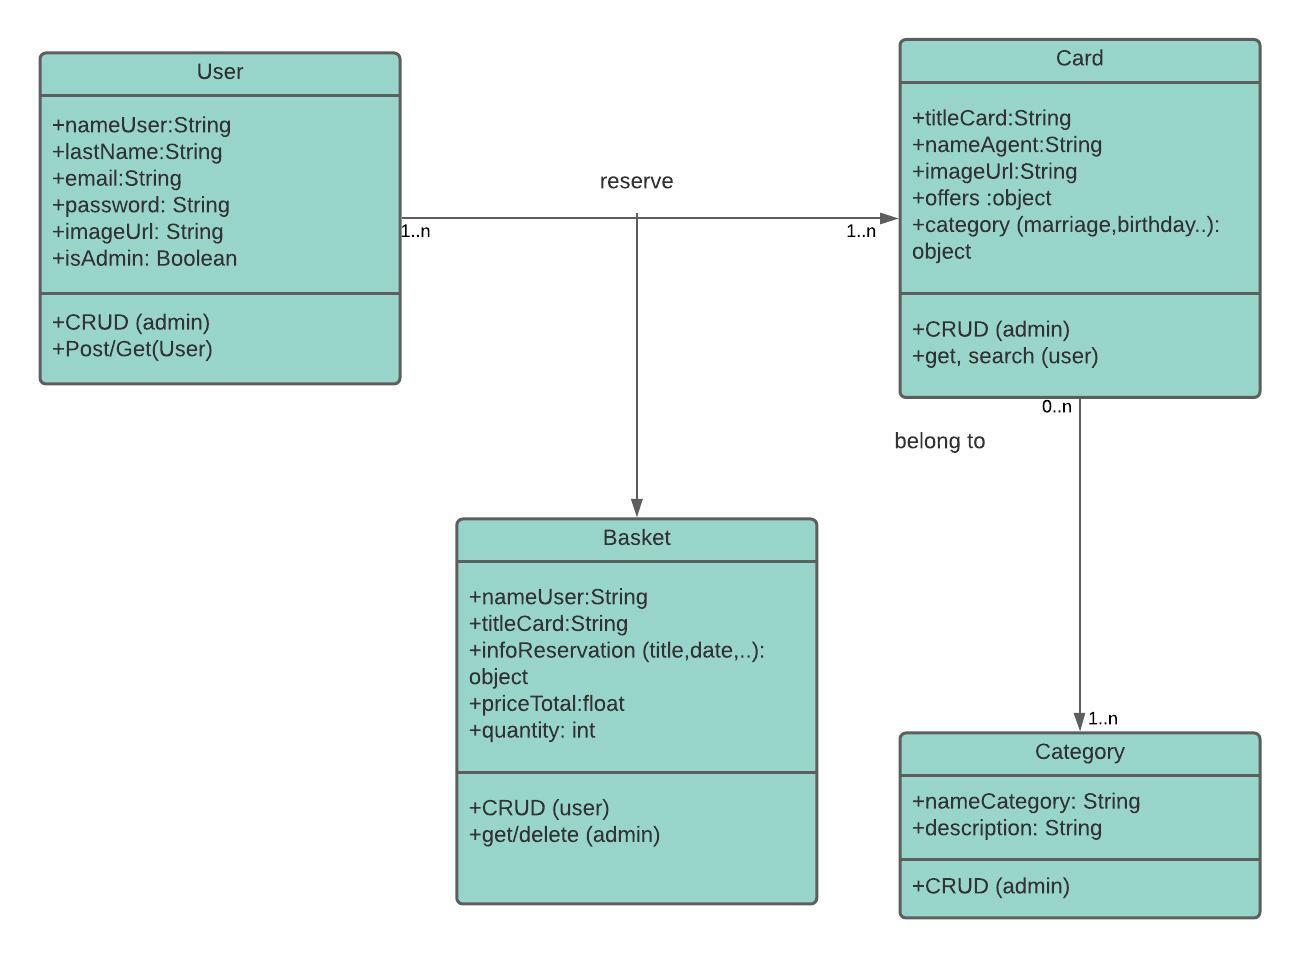 User
+nameUser:String
+lastName:String
+email:String
+password: String
+imageUrl: String
+isAdmin: Boolean
+CRUD (admin)
+Post/Get(User)
reserve
1..n
1..n
Card
+titleCard:String
+nameAgent:String
+imageUrl:String
+offers :object
+category (marriage,birthday..):
object
+CRUD (admin)
+get, search (user)
0..n
belong to
1..n
Basket
+nameUser:String
+titleCard:String
+infoReservation (title,date,..):
object
+priceTotal:float
+quantity: int
+CRUD (user)
+get/delete (admin)
Category
+nameCategory: String
+description: String
+CRUD (admin)